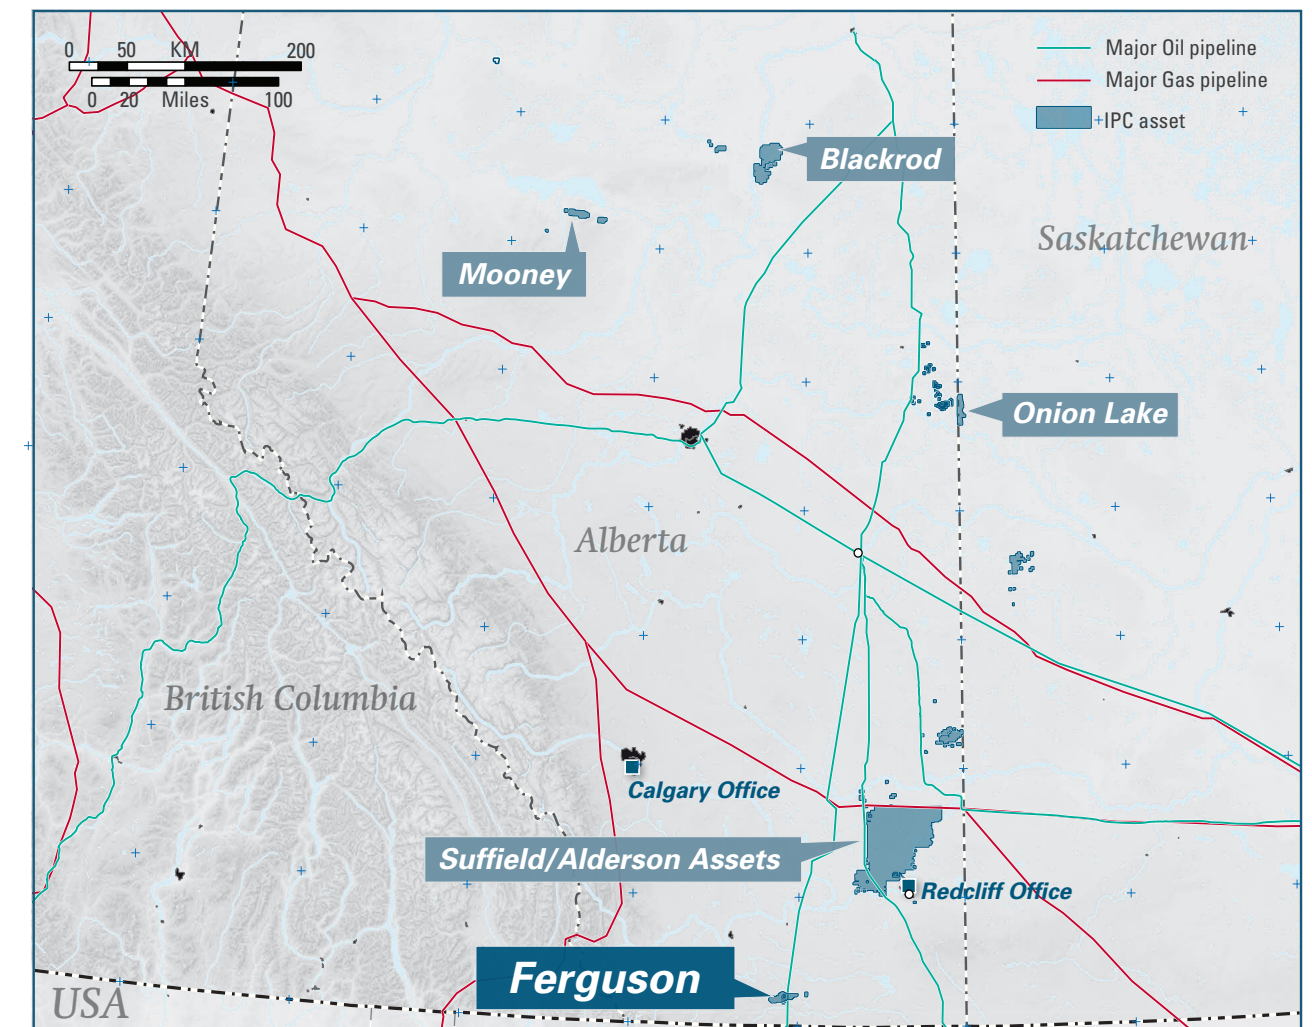 0 50 KM 200
0 20 Miles 100
Major Oil pipeline
Major Gas pipeline
IPC asset
Blackrod
Saskatchewan
Mooney
Onion Lake
Alberta
British Columbia
Calgary Office
Suffield/Alderson Assets
Redcliff Office
Ferguson
USA